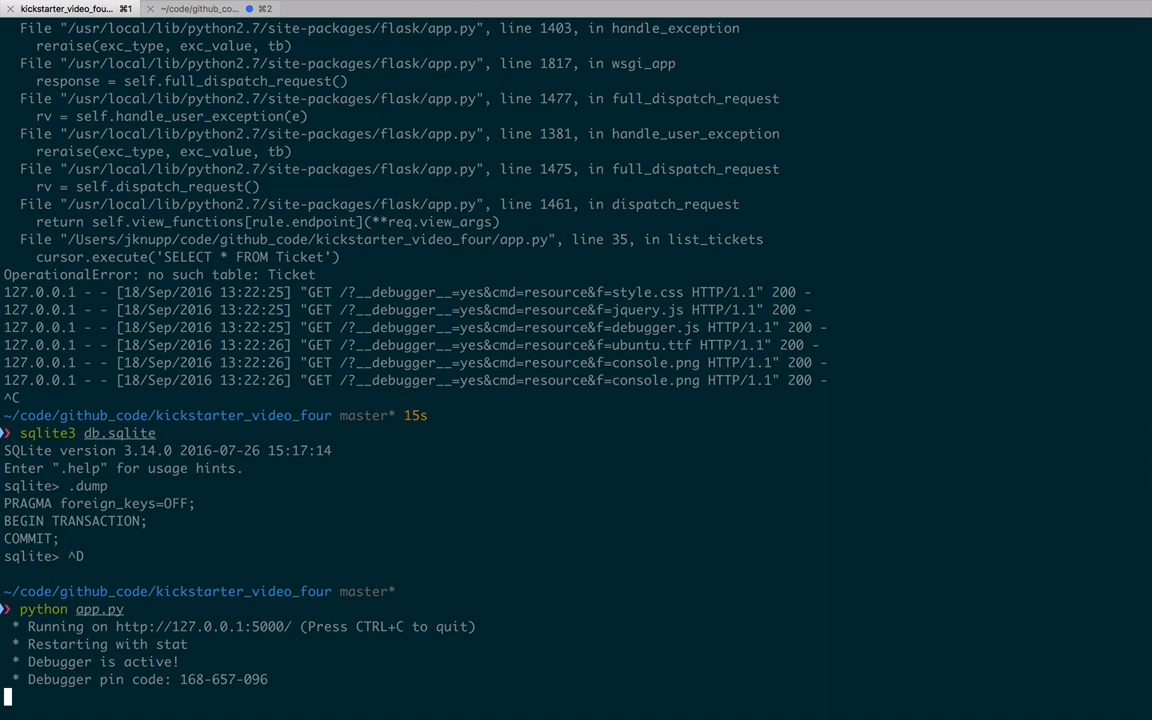 kickstarter_video_fou... ⌘1
~/code/github_co... ⌘2
File "/usr/local/lib/python2.7/site-packages/flask/app.py", line 1403, in handle_exception
reraise(exc_type, exc_value, tb)
File "/usr/local/lib/python2.7/site-packages/flask/app.py", line 1817, in wsgi_app
response = self.full_dispatch_request()
File "/usr/local/lib/python2.7/site-packages/flask/app.py", line 1477, in full_dispatch_request
rv = self.handle_user_exception(e)
File "/usr/local/lib/python2.7/site-packages/flask/app.py", line 1381, in handle_user_exception
reraise(exc_type, exc_value, tb)
File "/usr/local/lib/python2.7/site-packages/flask/app.py", line 1475, in full_dispatch_request
rv = self.dispatch_request()
File "/usr/local/lib/python2.7/site-packages/flask/app.py", line 1461, in dispatch_request
return self.view_functions[rule.endpoint](**req.view_args)
File "/Users/jknupp/code/github_code/kickstarter_video_four/app.py", line 35, in list_tickets
cursor.execute('SELECT * FROM Ticket')
OperationalError: no such table: Ticket
127.0.0.1 - - [18/Sep/2016 13:22:25] "GET /?__debugger__=yes&cmd=resource&f=style.css HTTP/1.1" 200 -
127.0.0.1 - - [18/Sep/2016 13:22:25] "GET /?__debugger__=yes&cmd=resource&f=jquery.js HTTP/1.1" 200 -
127.0.0.1 - - [18/Sep/2016 13:22:25] "GET /?__debugger__=yes&cmd=resource&f=debugger.js HTTP/1.1" 200 -
127.0.0.1 - - [18/Sep/2016 13:22:26] "GET /?__debugger__=yes&cmd=resource&f=ubuntu.ttf HTTP/1.1" 200 -
127.0.0.1 - - [18/Sep/2016 13:22:26] "GET /?__debugger__=yes&cmd=resource&f=console.png HTTP/1.1" 200 -
127.0.0.1 - - [18/Sep/2016 13:22:26] "GET /?__debugger__=yes&cmd=resource&f=console.png HTTP/1.1" 200 -
^C
~/code/github_code/kickstarter_video_four master* 15s
❯ sqlite3 db.sqlite
SQLite version 3.14.0 2016-07-26 15:17:14
Enter ".help" for usage hints.
sqlite> .dump
PRAGMA foreign_keys=OFF;
BEGIN TRANSACTION;
COMMIT;
sqlite> ^D
~/code/github_code/kickstarter_video_four master*
❯ python app.py
* Running on http://127.0.0.1:5000/ (Press CTRL+C to quit)
* Restarting with stat
* Debugger is active!
* Debugger pin code: 168-657-096